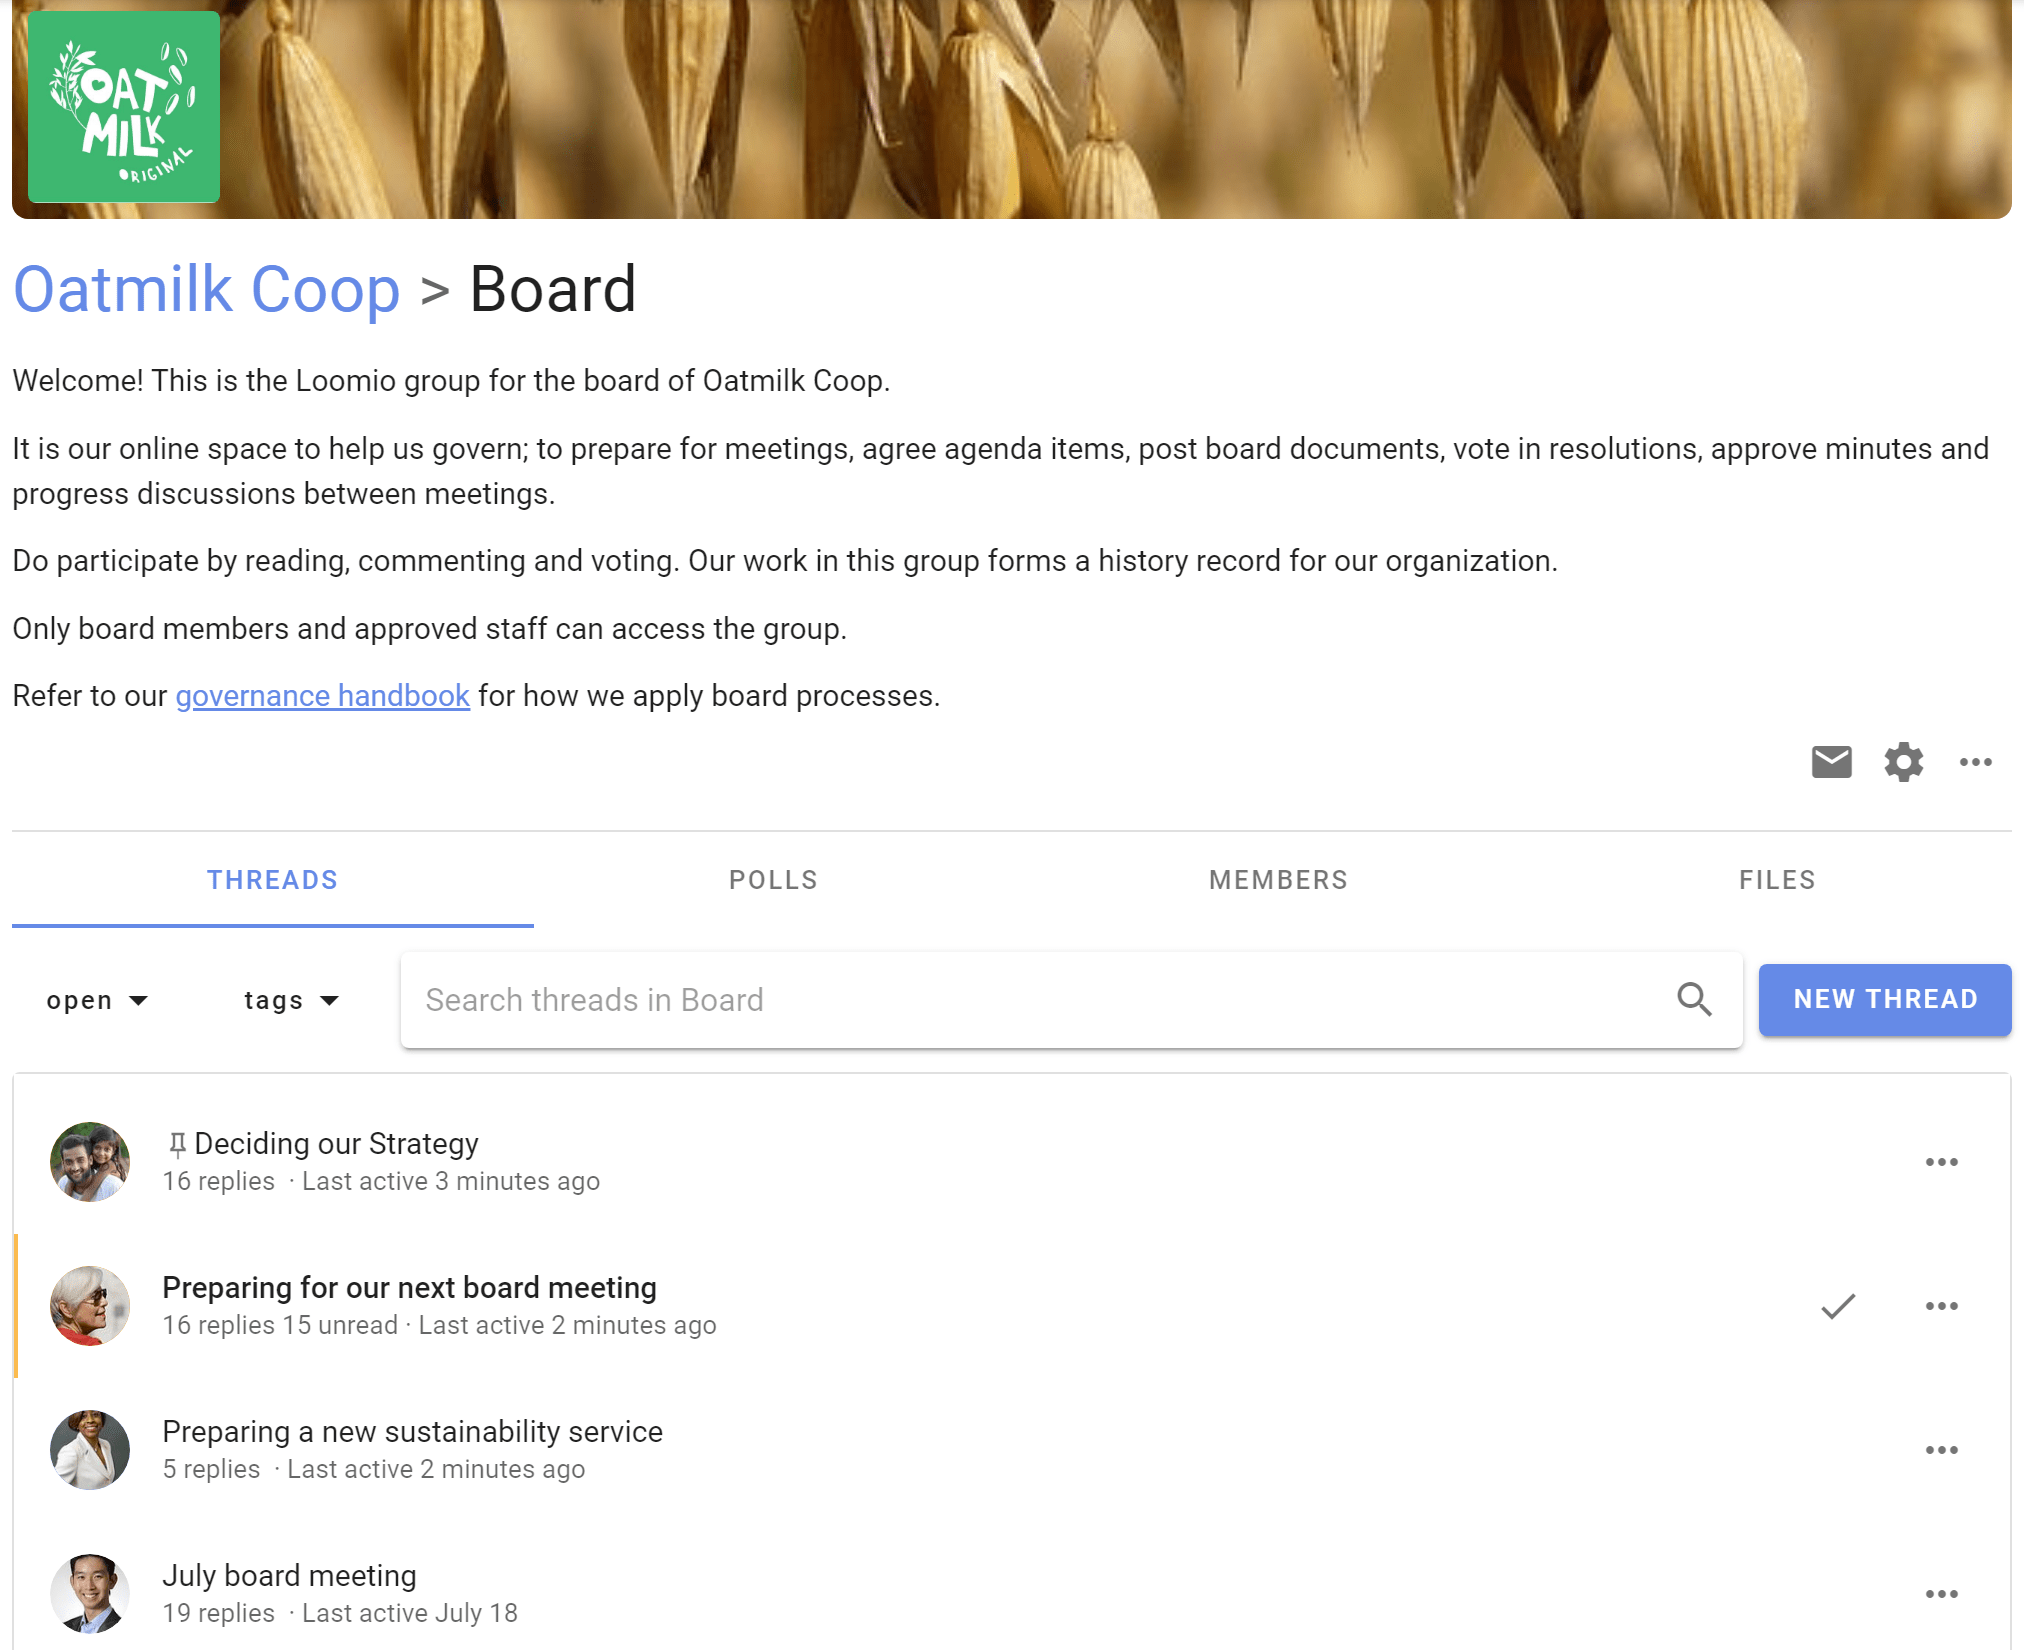 OAT
MILK
ORIGINAL
Oatmilk Coop > Board
Welcome! This is the Loomio group for the board of Oatmilk Coop.
It is our online space to help us govern; to prepare for meetings, agree agenda items, post board documents, vote in resolutions, approve minutes and
progress discussions between meetings.
Do participate by reading, commenting and voting. Our work in this group forms a history record for our organization.
Only board members and approved staff can access the group.
Refer to our governance handbook for how we apply board processes.
THREADS POLLS MEMBERS FILES
open tags Search threads in Board NEW THREAD
Deciding our Strategy
16 replies · Last active 3 minutes ago
Preparing for our next board meeting
16 replies 15 unread · Last active 2 minutes ago
Preparing a new sustainability service
5 replies · Last active 2 minutes ago
July board meeting
19 replies · Last active July 18